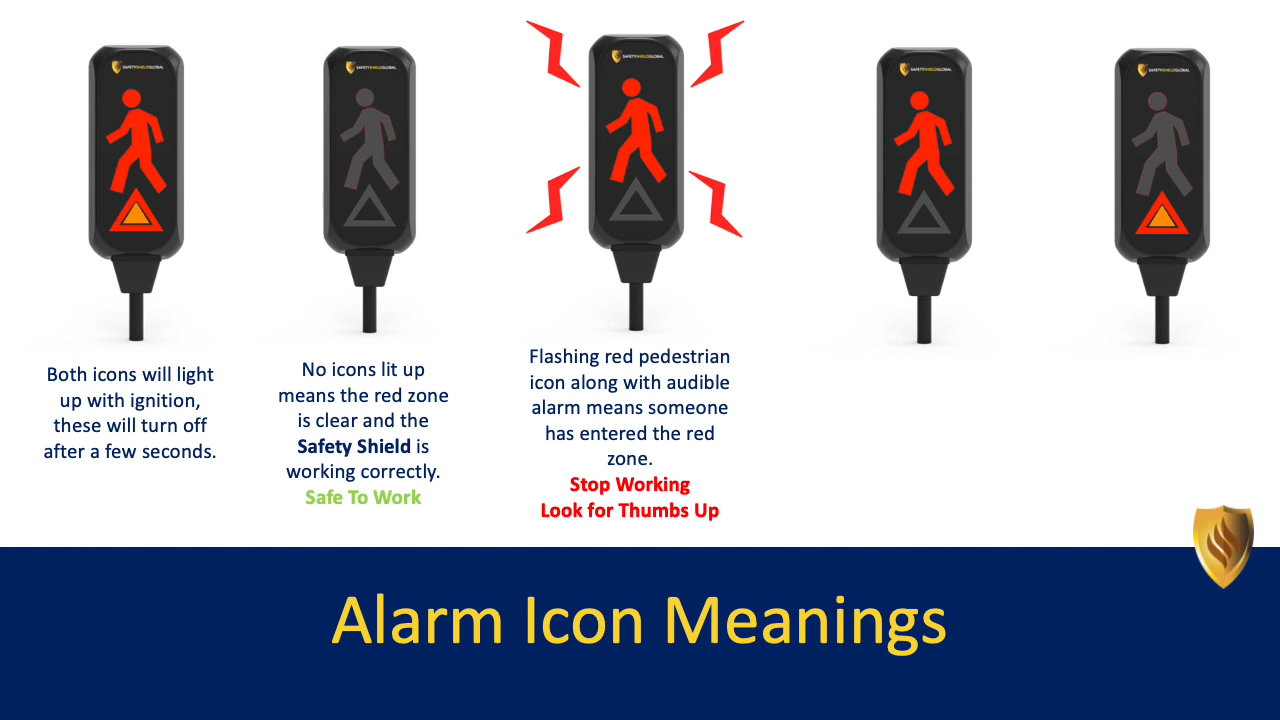 SAFETYSHIELDGLOBAL
SAFETYSHIELDGLOBAL
SAFETYSHIELDGLOBAL
SAFETYSHIELDGLOBAL
SAFETYSHIELDGLOBAL
Both icons will light
up with ignition,
these will turn off
after a few seconds.
No icons lit up
means the red zone
is clear and the
Safety Shield is
working correctly.
Safe To Work
Flashing red pedestrian
icon along with audible
alarm means someone
has entered the red
zone.
Stop Working
Look for Thumbs Up
Alarm Icon Meanings